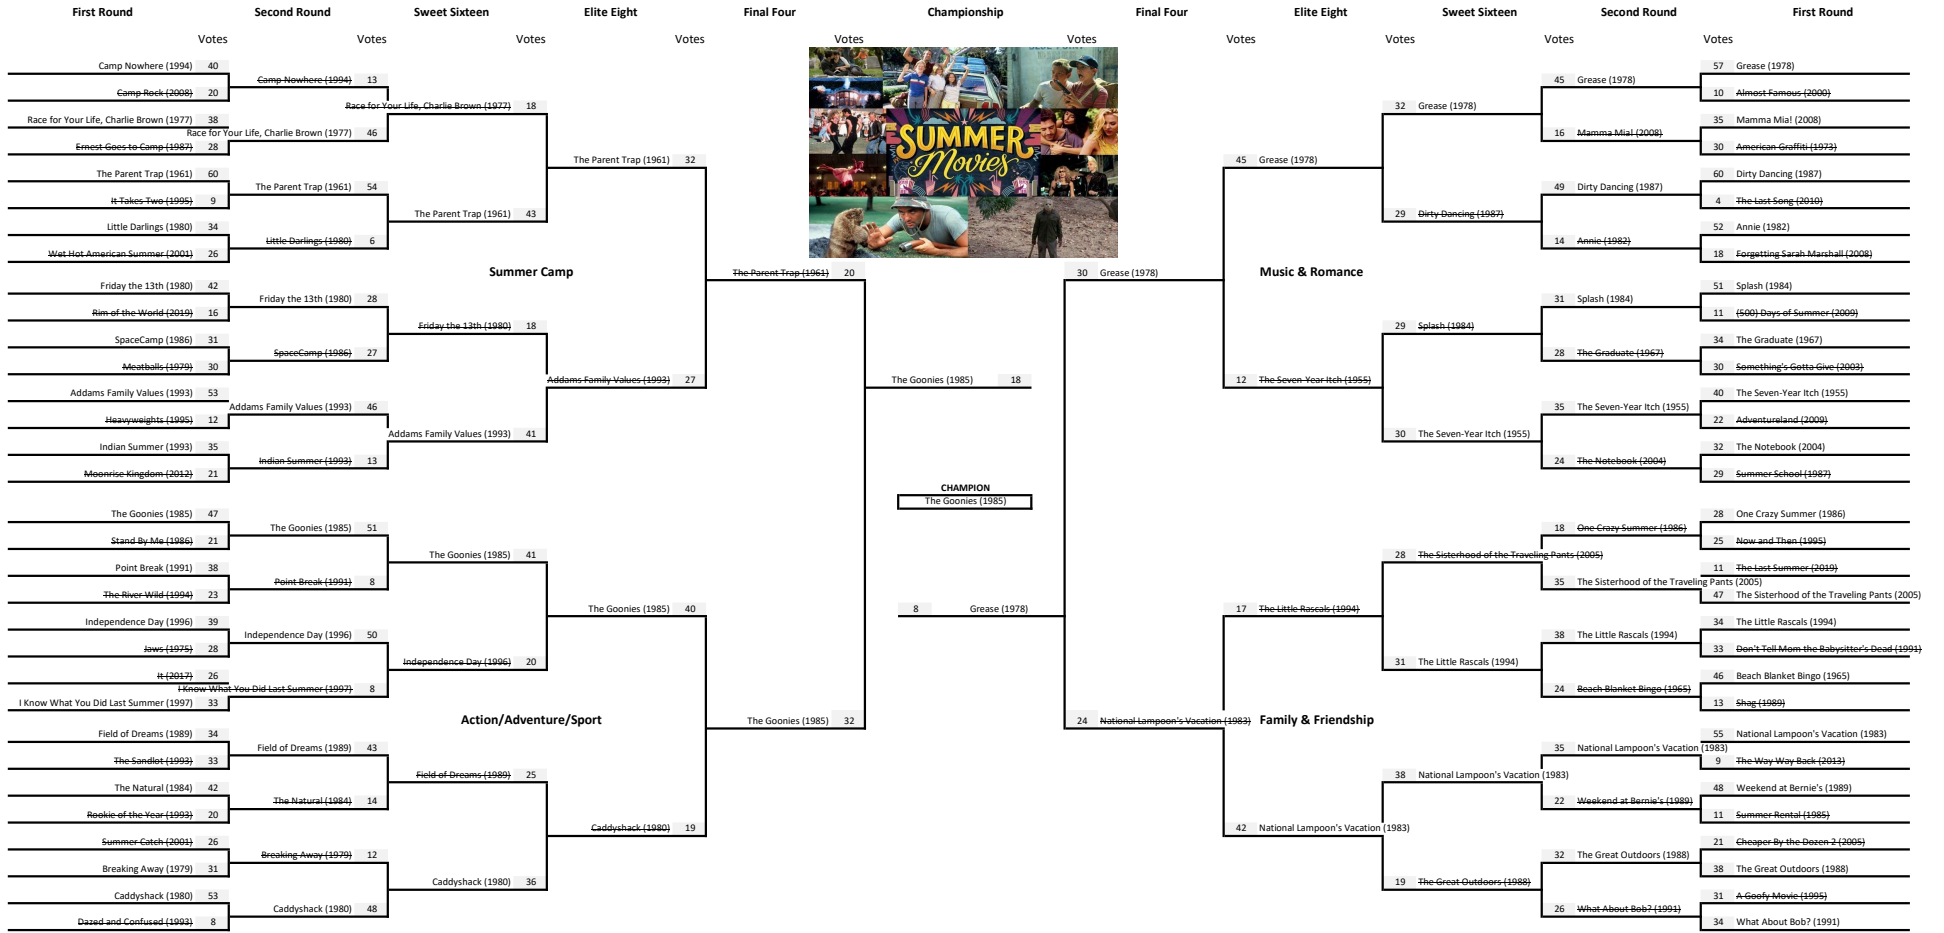 First Round Second Round Sweet Sixteen Elite Eight Final Four Championship Final Four Elite Eight Sweet Sixteen Second Round First Round
Votes Votes Votes Votes Votes Votes Votes Votes Votes Votes
Camp Nowhere (1994) 40
Camp Rock (2008) 20
Race for Your Life, Charlie Brown (1977) 38
Ernest Goes to Camp (1987) 28
The Parent Trap (1961) 60
It Takes Two (1995) 9
Little Darlings (1980) 34
Wet Hot American Summer (2001) 26
Friday the 13th (1980) 42
Rim of the World (2019) 16
SpaceCamp (1986) 31
Meatballs (1979) 30
Addams Family Values (1993) 53
Heavyweights (1995) 12
Indian Summer (1993) 35
Moonrise Kingdom (2012) 21
The Goonies (1985) 47
Stand By Me (1986) 21
Point Break (1991) 38
The River Wild (1994) 23
Independence Day (1996) 39
Jaws (1975) 28
It (2017) 26
I Know What You Did Last Summer (1997) 33
Field of Dreams (1989) 34
The Sandlot (1993) 33
The Natural (1984) 42
Rookie of the Year (1993) 20
Summer Catch (2001) 26
Breaking Away (1979) 31
Caddyshack (1980) 53
Dazed and Confused (1993) 8
Camp Nowhere (1994) 13
Race for Your Life, Charlie Brown (1977) 46
The Parent Trap (1961) 54
Little Darlings (1980) 6
Friday the 13th (1980) 28
SpaceCamp (1986) 27
Addams Family Values (1993) 46
Indian Summer (1993) 13
The Goonies (1985) 51
Point Break (1991) 8
Independence Day (1996) 50
I Know What You Did Last Summer (1997) 8
Field of Dreams (1989) 43
The Natural (1984) 14
Breaking Away (1979) 12
Caddyshack (1980) 48
Race for Your Life, Charlie Brown (1977) 18
The Parent Trap (1961) 43
Summer Camp
Friday the 13th (1980) 18
Addams Family Values (1993) 41
The Goonies (1985) 41
Independence Day (1996) 20
Action/Adventure/Sport
Field of Dreams (1989) 25
Caddyshack (1980) 36
The Parent Trap (1961) 32
Addams Family Values (1993) 27
The Goonies (1985) 40
Caddyshack (1980) 19
The Parent Trap (1961) 20
The Goonies (1985) 32
SUMMER
Movies
The Goonies (1985) 18
CHAMPION
The Goonies (1985)
8 Grease (1978)
30 Grease (1978)
24 National Lampoon's Vacation (1983)
45 Grease (1978)
12 The Seven-Year Itch (1955)
17 The Little Rascals (1994)
42 National Lampoon's Vacation (1983)
Music & Romance
Family & Friendship
32 Grease (1978)
29 Dirty Dancing (1987)
29 Splash (1984)
30 The Seven-Year Itch (1955)
28 The Sisterhood of the Traveling Pants (2005)
31 The Little Rascals (1994)
38 National Lampoon's Vacation (1983)
19 The Great Outdoors (1988)
45 Grease (1978)
16 Mamma Mia! (2008)
49 Dirty Dancing (1987)
14 Annie (1982)
31 Splash (1984)
28 The Graduate (1967)
35 The Seven-Year Itch (1955)
24 The Notebook (2004)
18 One Crazy Summer (1986)
35 The Sisterhood of the Traveling Pants (2005)
38 The Little Rascals (1994)
24 Beach Blanket Bingo (1965)
35 National Lampoon's Vacation (1983)
22 Weekend at Bernie's (1989)
32 The Great Outdoors (1988)
26 What About Bob? (1991)
57 Grease (1978)
10 Almost Famous (2000)
35 Mamma Mia! (2008)
30 American Graffiti (1973)
60 Dirty Dancing (1987)
4 The Last Song (2010)
52 Annie (1982)
18 Forgetting Sarah Marshall (2008)
51 Splash (1984)
11 (500) Days of Summer (2009)
34 The Graduate (1967)
30 Something's Gotta Give (2003)
40 The Seven-Year Itch (1955)
22 Adventureland (2009)
32 The Notebook (2004)
29 Summer School (1987)
28 One Crazy Summer (1986)
25 Now and Then (1995)
11 The Last Summer (2019)
47 The Sisterhood of the Traveling Pants (2005)
34 The Little Rascals (1994)
33 Don't Tell Mom the Babysitter's Dead (1991)
46 Beach Blanket Bingo (1965)
13 Shag (1989)
55 National Lampoon's Vacation (1983)
9 The Way Way Back (2013)
48 Weekend at Bernie's (1989)
11 Summer Rental (1985)
21 Cheaper By the Dozen 2 (2005)
38 The Great Outdoors (1988)
31 A Goofy Movie (1995)
34 What About Bob? (1991)